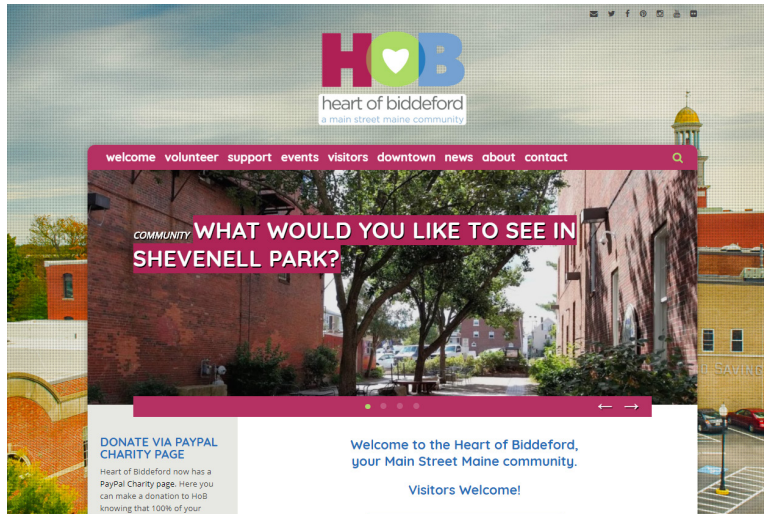 HOB
heart of biddeford
a main street maine community
welcome volunteer support events visitors downtown news about contact
COMMUNITY WHAT WOULD YOU LIKE TO SEE IN
SHEVENELL PARK?
SAVING
DONATE VIA PAYPAL
CHARITY PAGE
Heart of Biddeford now has a
PayPal Charity page. Here you
can make a donation to HoB
knowing that 100% of your
Welcome to the Heart of Biddeford,
your Main Street Maine community.
Visitors Welcome!